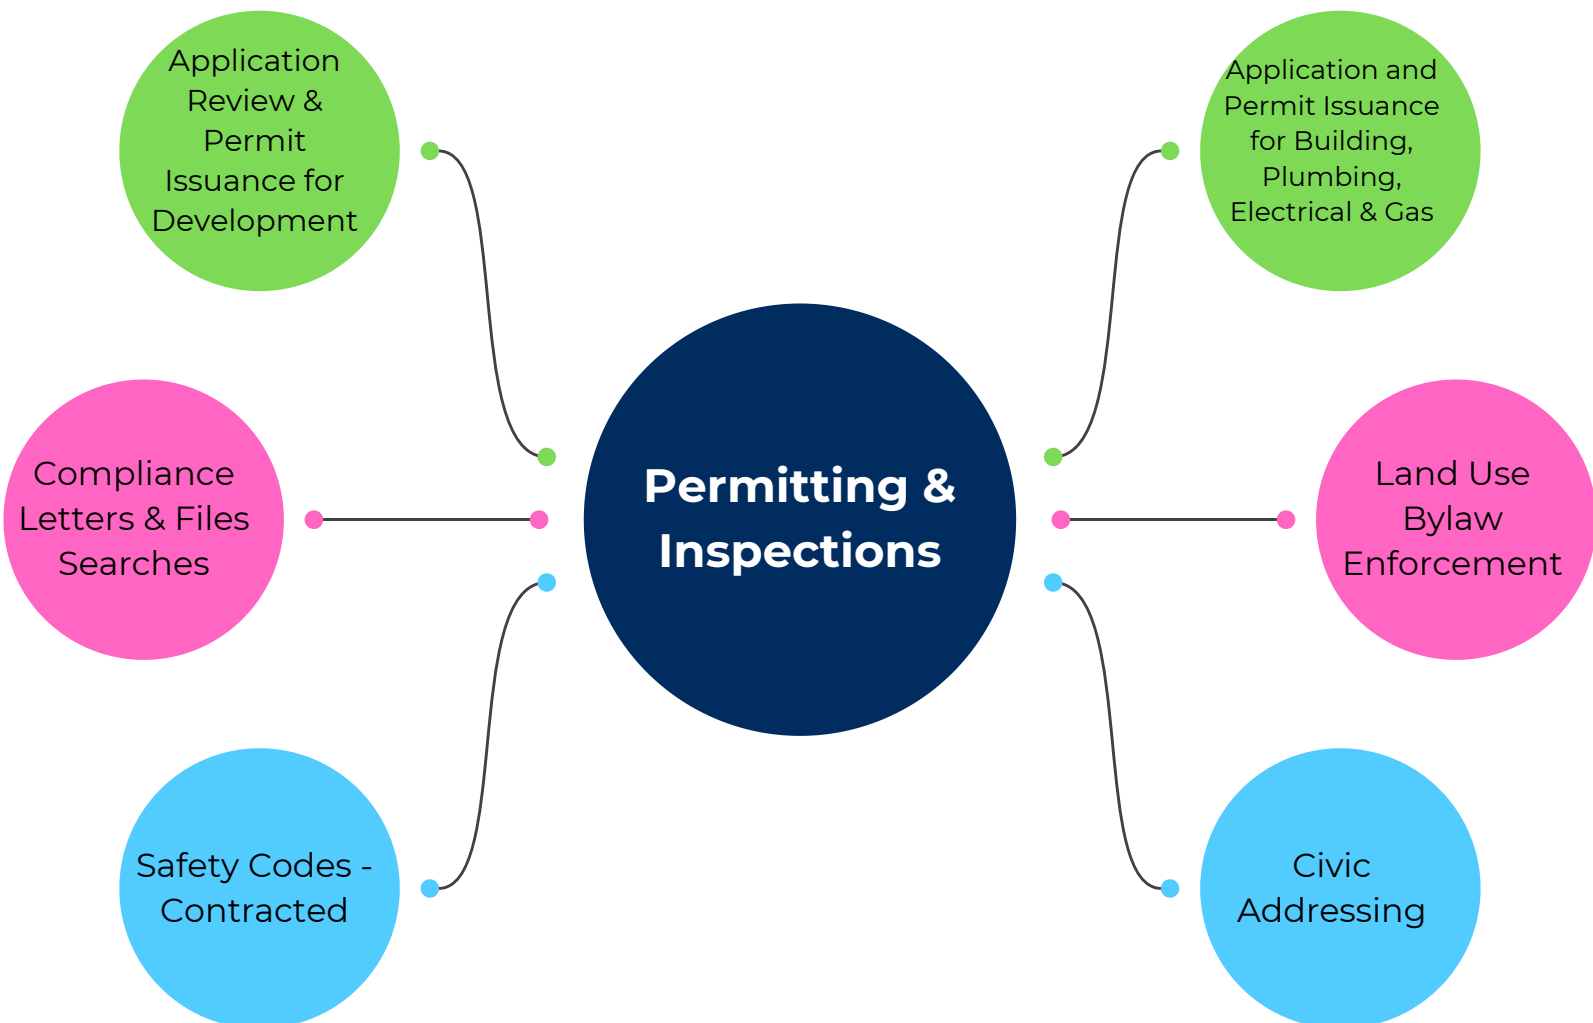 Application
Review &
Permit
Issuance for
Development
Application and
Permit Issuance
for Building,
Plumbing,
Electrical & Gas
Compliance
Letters & Files
Searches
Permitting &
Inspections
Land Use
Bylaw
Enforcement
Safety Codes -
Contracted
Civic
Addressing